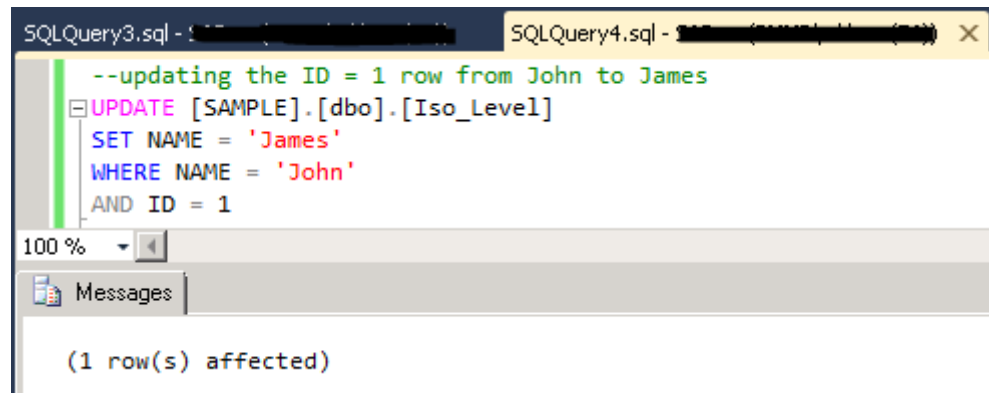 SQLQuery3.sql -
SQLQuery4.sql -
--updating the ID = 1 row from John to James
UPDATE [SAMPLE].[dbo].[Iso_Level]
SET NAME = 'James'
WHERE NAME = 'John'
AND ID = 1
100 %
Messages
(1 row(s) affected)